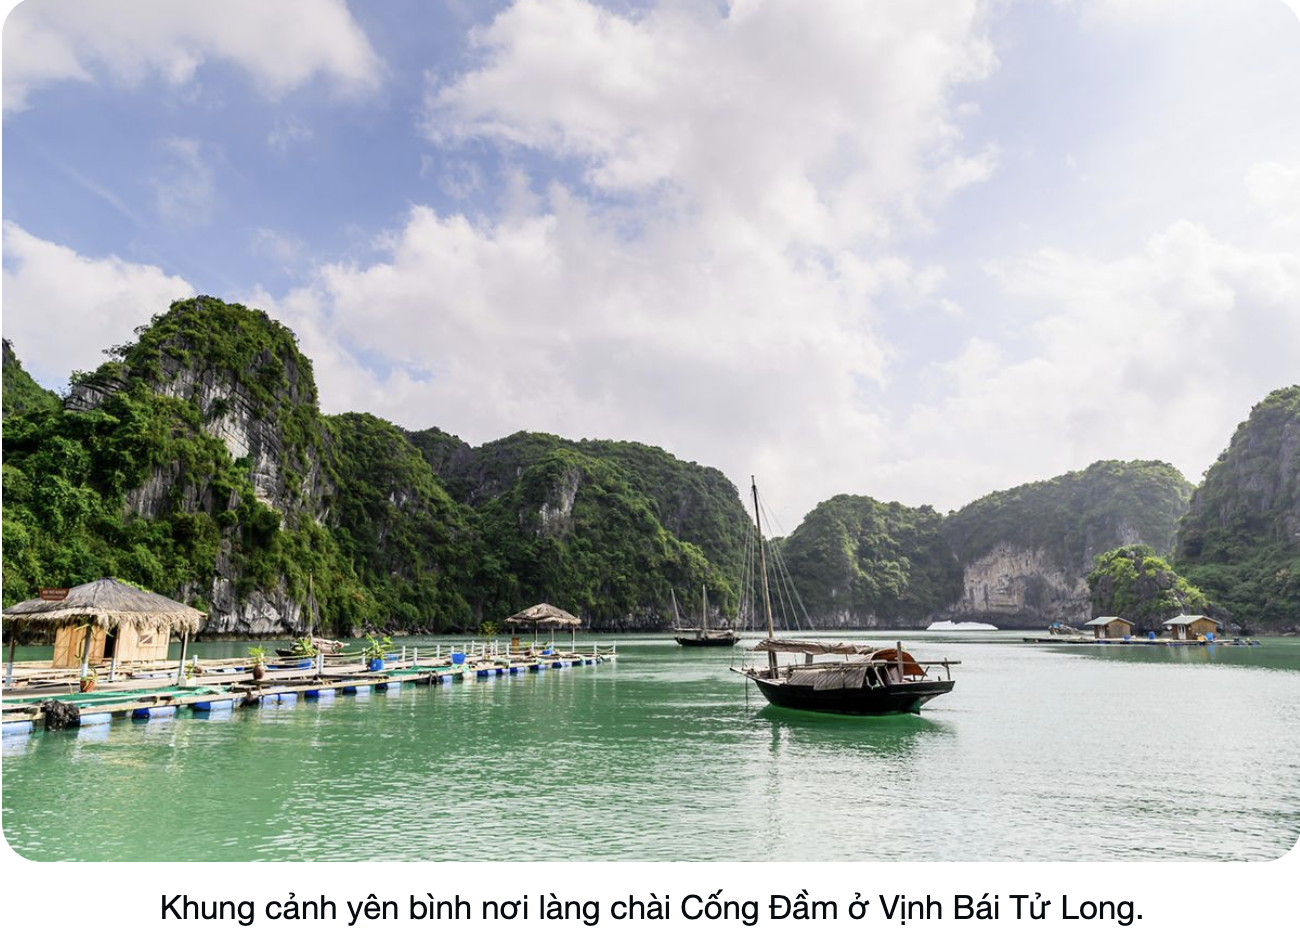 Khung cảnh yên bình nơi làng chài Cống Đầm ở Vịnh Bái Tử Long.